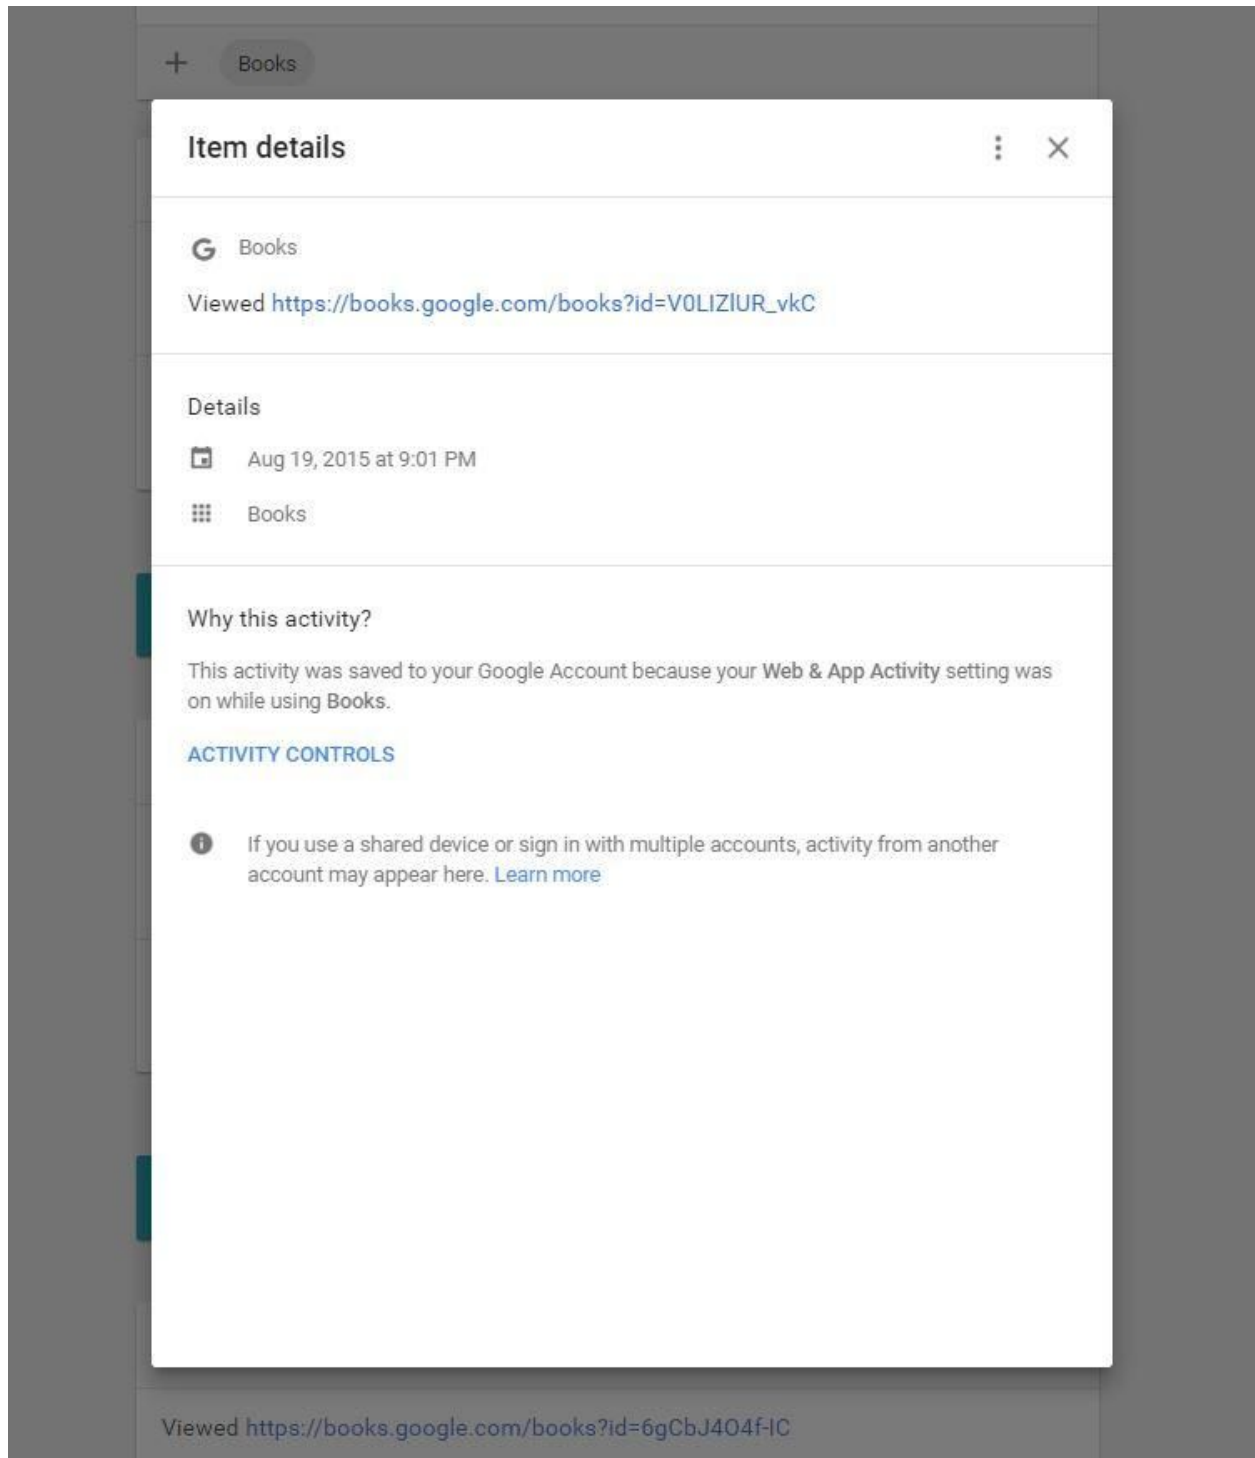 Books
Item details
Books
Viewed https://books.google.com/books?id=V0LIZlUR_vkC
Details
Aug 19, 2015 at 9:01 PM
Books
Why this activity?
This activity was saved to your Google Account because your Web & App Activity setting was
on while using Books.
ACTIVITY CONTROLS
If you use a shared device or sign in with multiple accounts, activity from another
account may appear here. Learn more
Viewed https://books.google.com/books?id=6gCbJ4O4f-IC